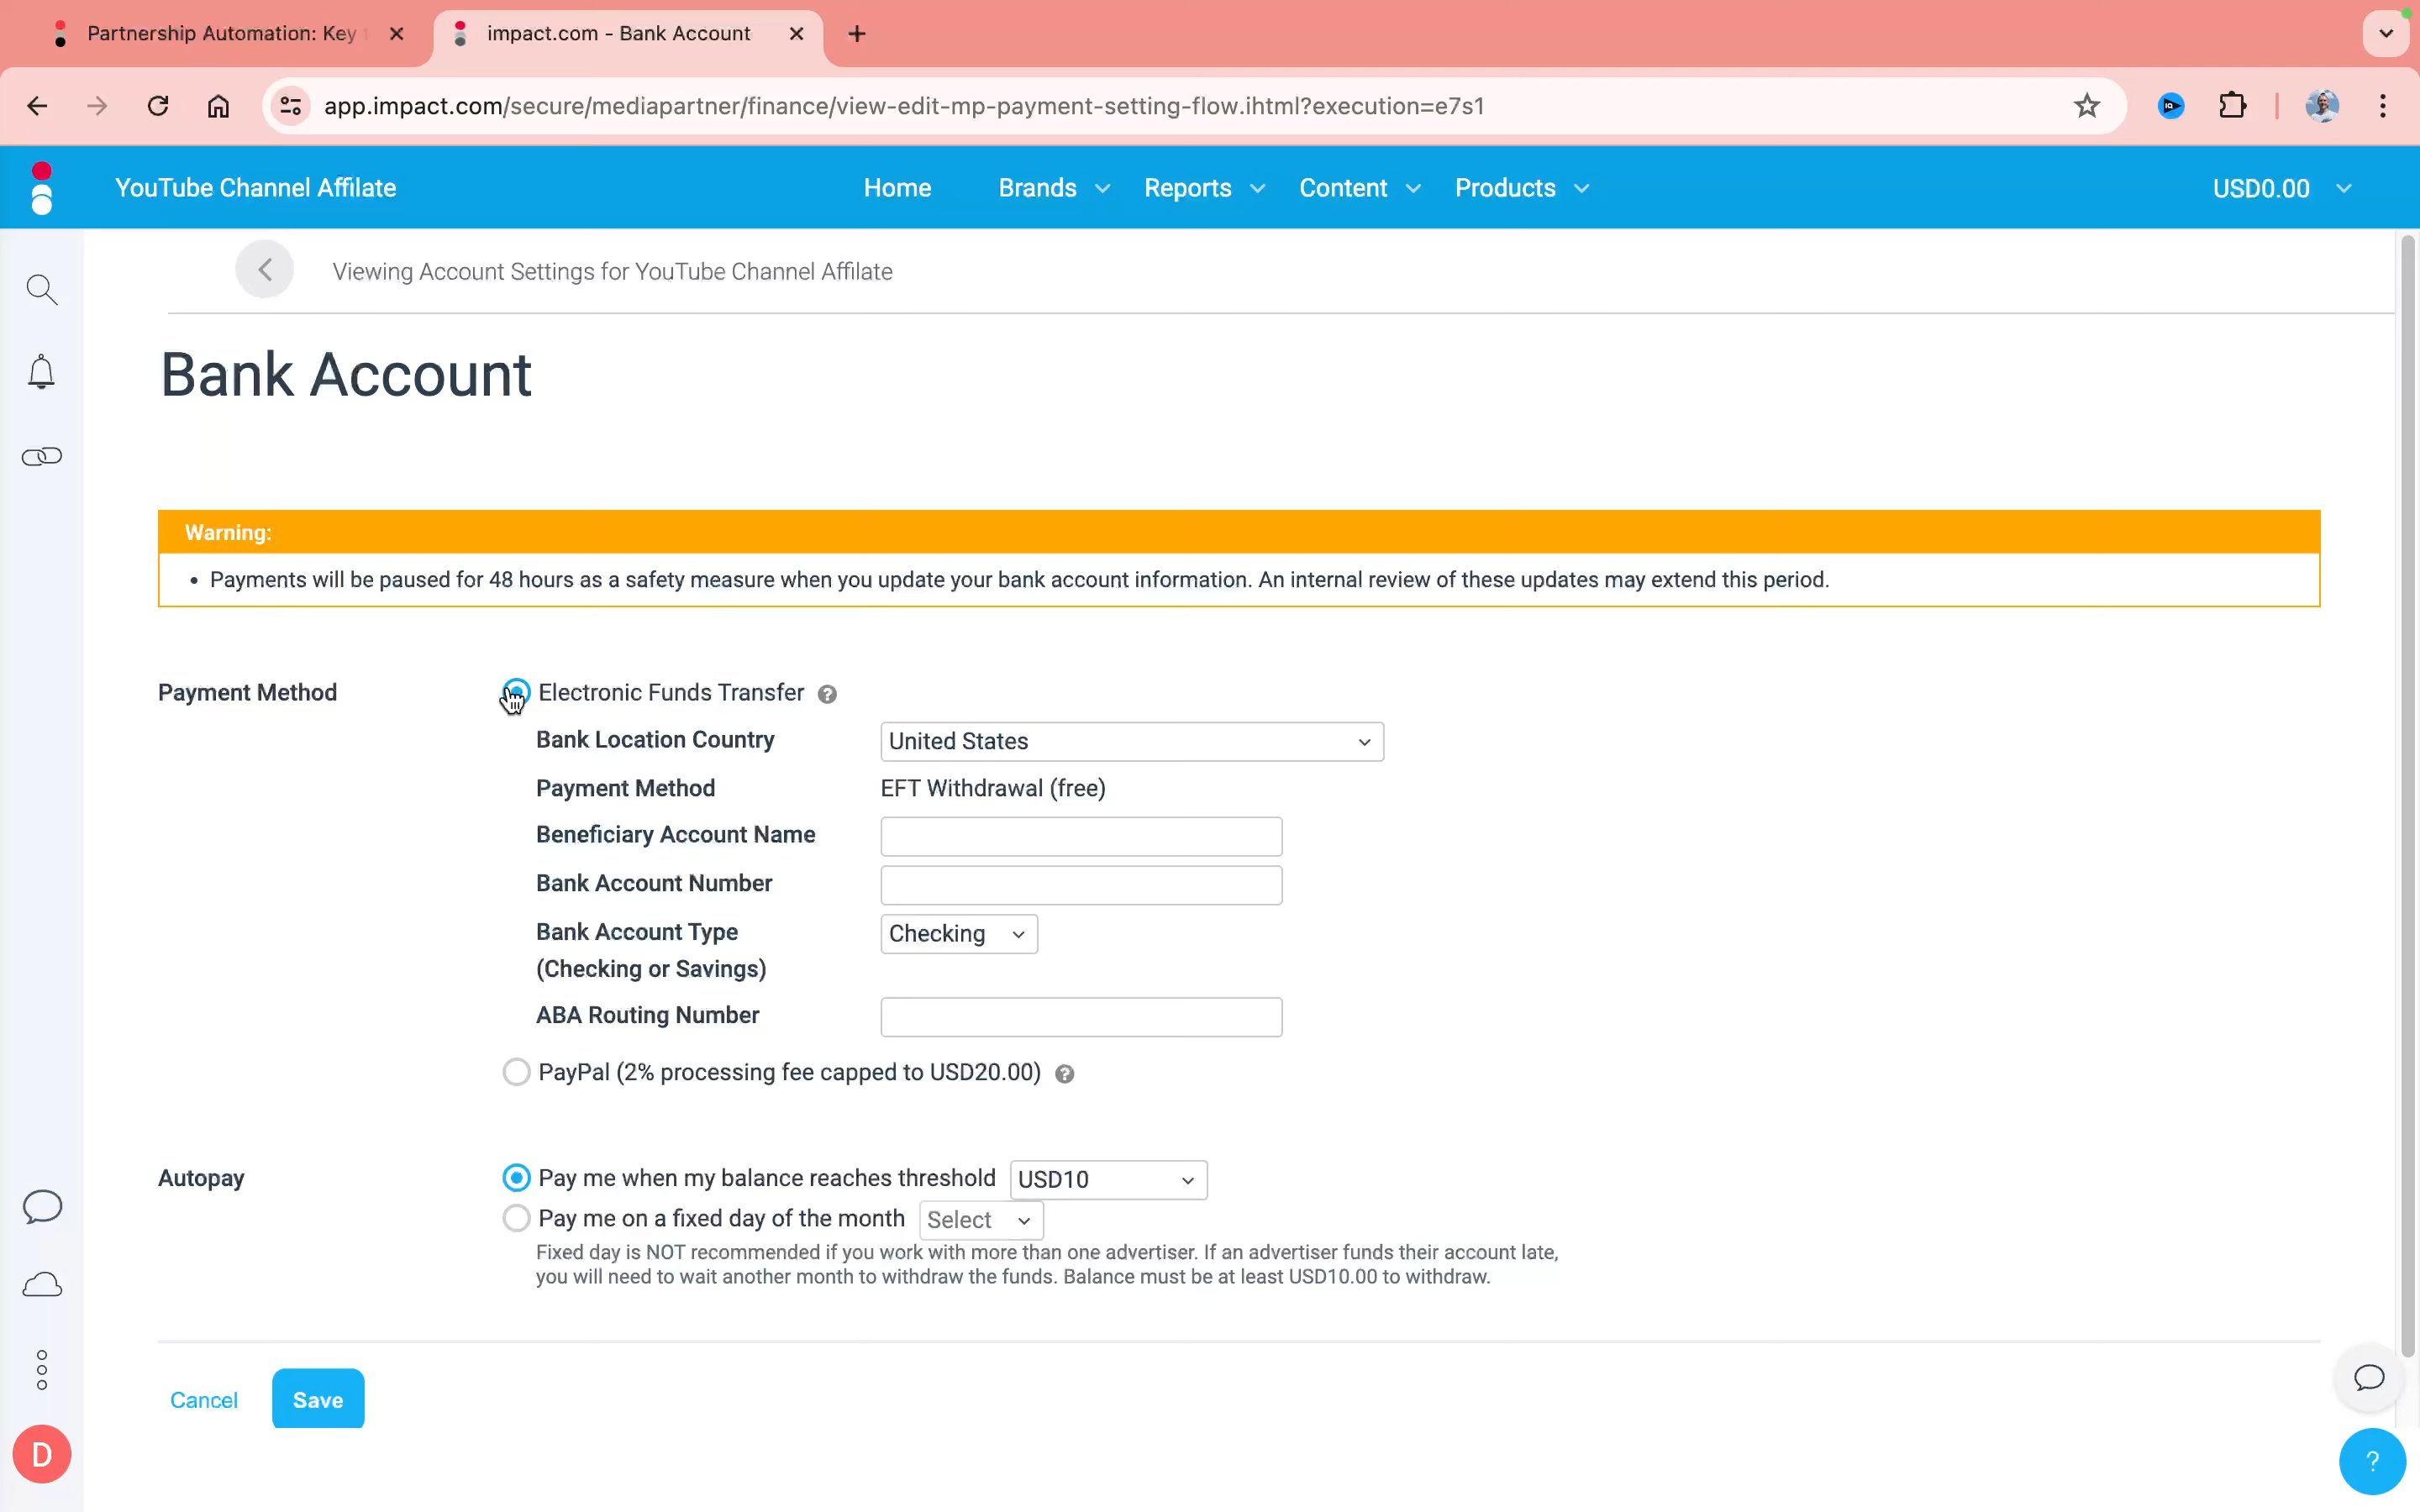 Partnership Automation: Key
impact.com - Bank Account
app.impact.com/secure/mediapartner/finance/view-edit-mp-payment-setting-flow.ihtml?execution=e7s1
YouTube Channel Affilate
Home
Brands
Reports
Content
Products
USD0.00
Viewing Account Settings for YouTube Channel Affilate
Bank Account
Warning:
• Payments will be paused for 48 hours as a safety measure when you update your bank account information. An internal review of these updates may extend this period.
Payment Method
Electronic Funds Transfer ?
Bank Location Country
United States
Payment Method
EFT Withdrawal (free)
Beneficiary Account Name
Bank Account Number
Bank Account Type
(Checking or Savings)
Checking
ABA Routing Number
PayPal (2% processing fee capped to USD20.00) ?
Autopay
Pay me when my balance reaches threshold USD10
Pay me on a fixed day of the month Select
Fixed day is NOT recommended if you work with more than one advertiser. If an advertiser funds their account late,
you will need to wait another month to withdraw the funds. Balance must be at least USD10.00 to withdraw.
Cancel
Save
D
?